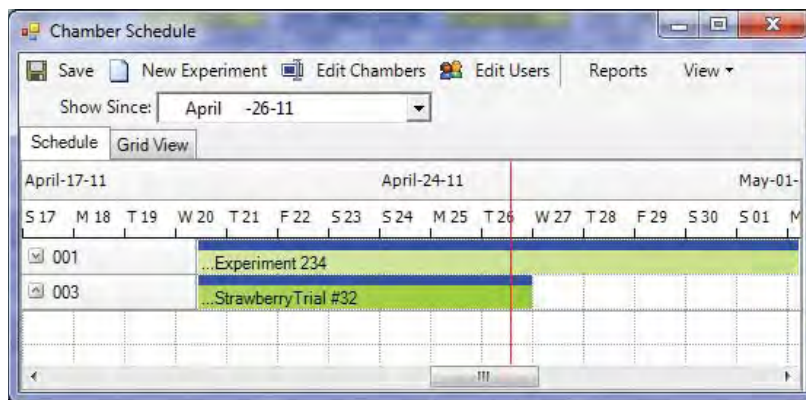 Chamber Schedule
Save New Experiment Edit Chambers Edit Users Reports View
Show Since: April -26-11
Schedule Grid View
April-17-11 April-24-11 May-01-
S 17 M 18 T 19 W 20 T 21 F 22 S 23 S 24 M 25 T 26 W 27 T 28 F 29 S 30 S 01 M
001 ...Experiment 234
003 ...StrawberryTrial #32